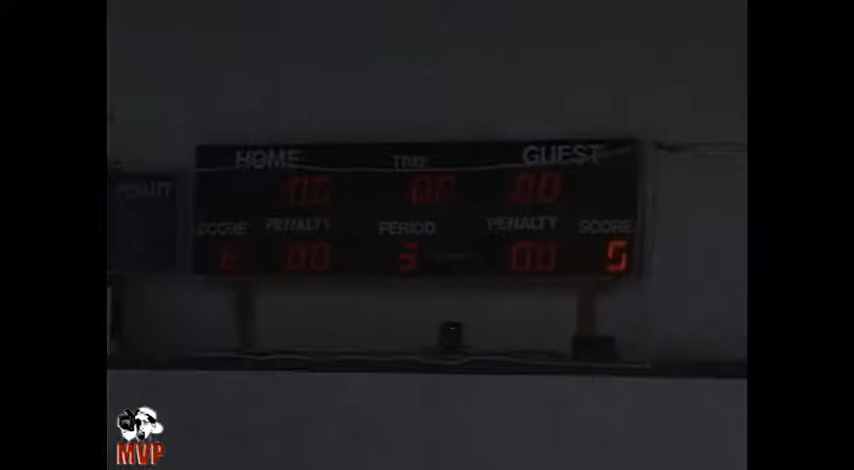 HOME TIME GUEST
00 00
PENALTY
SCORE PENALTY PERIOD PENALTY SCORE
00 3 00 5
MVP